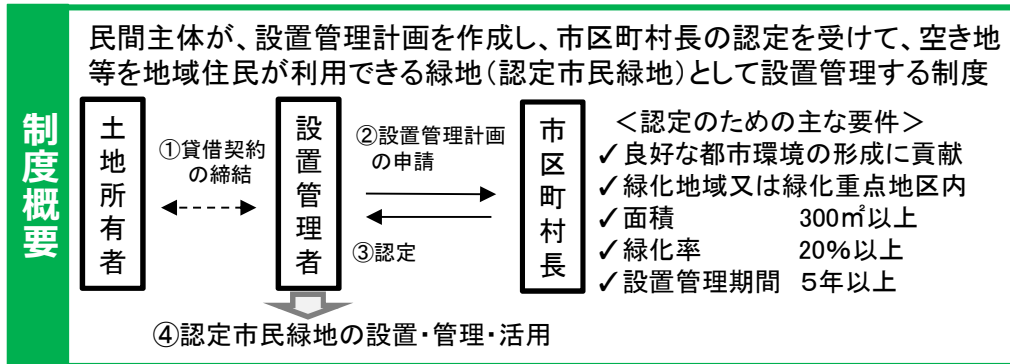 制度概要
民間主体が、設置管理計画を作成し、市区町村長の認定を受けて、空き地
等を地域住民が利用できる緑地（認定市民緑地）として設置管理する制度
土地所有者
①貸借契約
の締結
設置管理者
②設置管理計画
の申請
③認定
市区町村長
＜認定のための主な要件＞
✓良好な都市環境の形成に貢献
✓緑化地域又は緑化重点地区内
✓面積 300㎡以上
✓緑化率 20％以上
✓設置管理期間 5年以上
④認定市民緑地の設置・管理・活用